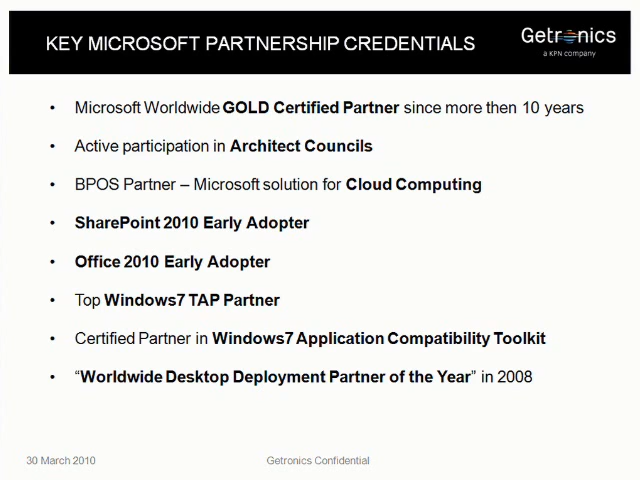 KEY MICROSOFT PARTNERSHIP CREDENTIALS
Getronics
a KPN company
• Microsoft Worldwide GOLD Certified Partner since more then 10 years
• Active participation in Architect Councils
• BPOS Partner – Microsoft solution for Cloud Computing
• SharePoint 2010 Early Adopter
• Office 2010 Early Adopter
• Top Windows7 TAP Partner
• Certified Partner in Windows7 Application Compatibility Toolkit
• “Worldwide Desktop Deployment Partner of the Year” in 2008
30 March 2010
Getronics Confidential